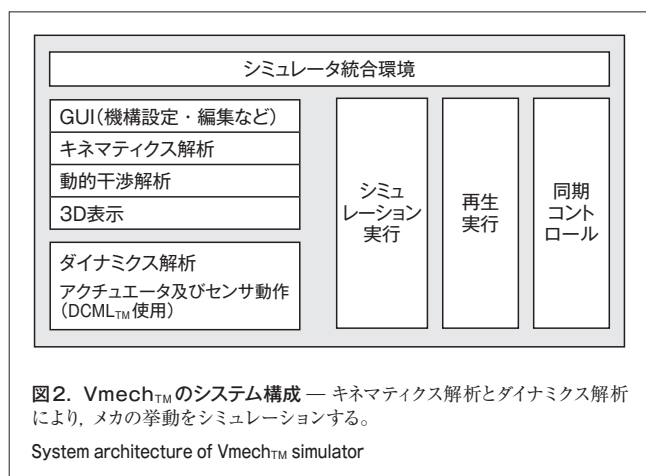 シミュレータ統合環境
GUI(機構設定・編集など)
キネマティクス解析
動的干渉解析
3D表示
ダイナミクス解析
アクチュエータ及びセンサ動作
(DCMLTM使用)
シミュ
レーション
実行
再生
実行
同期
コント
ロール
図2. VmechTMのシステム構成 — キネマティクス解析とダイナミクス解析
により，メカの挙動をシミュレーションする。
System architecture of VmechTM simulator